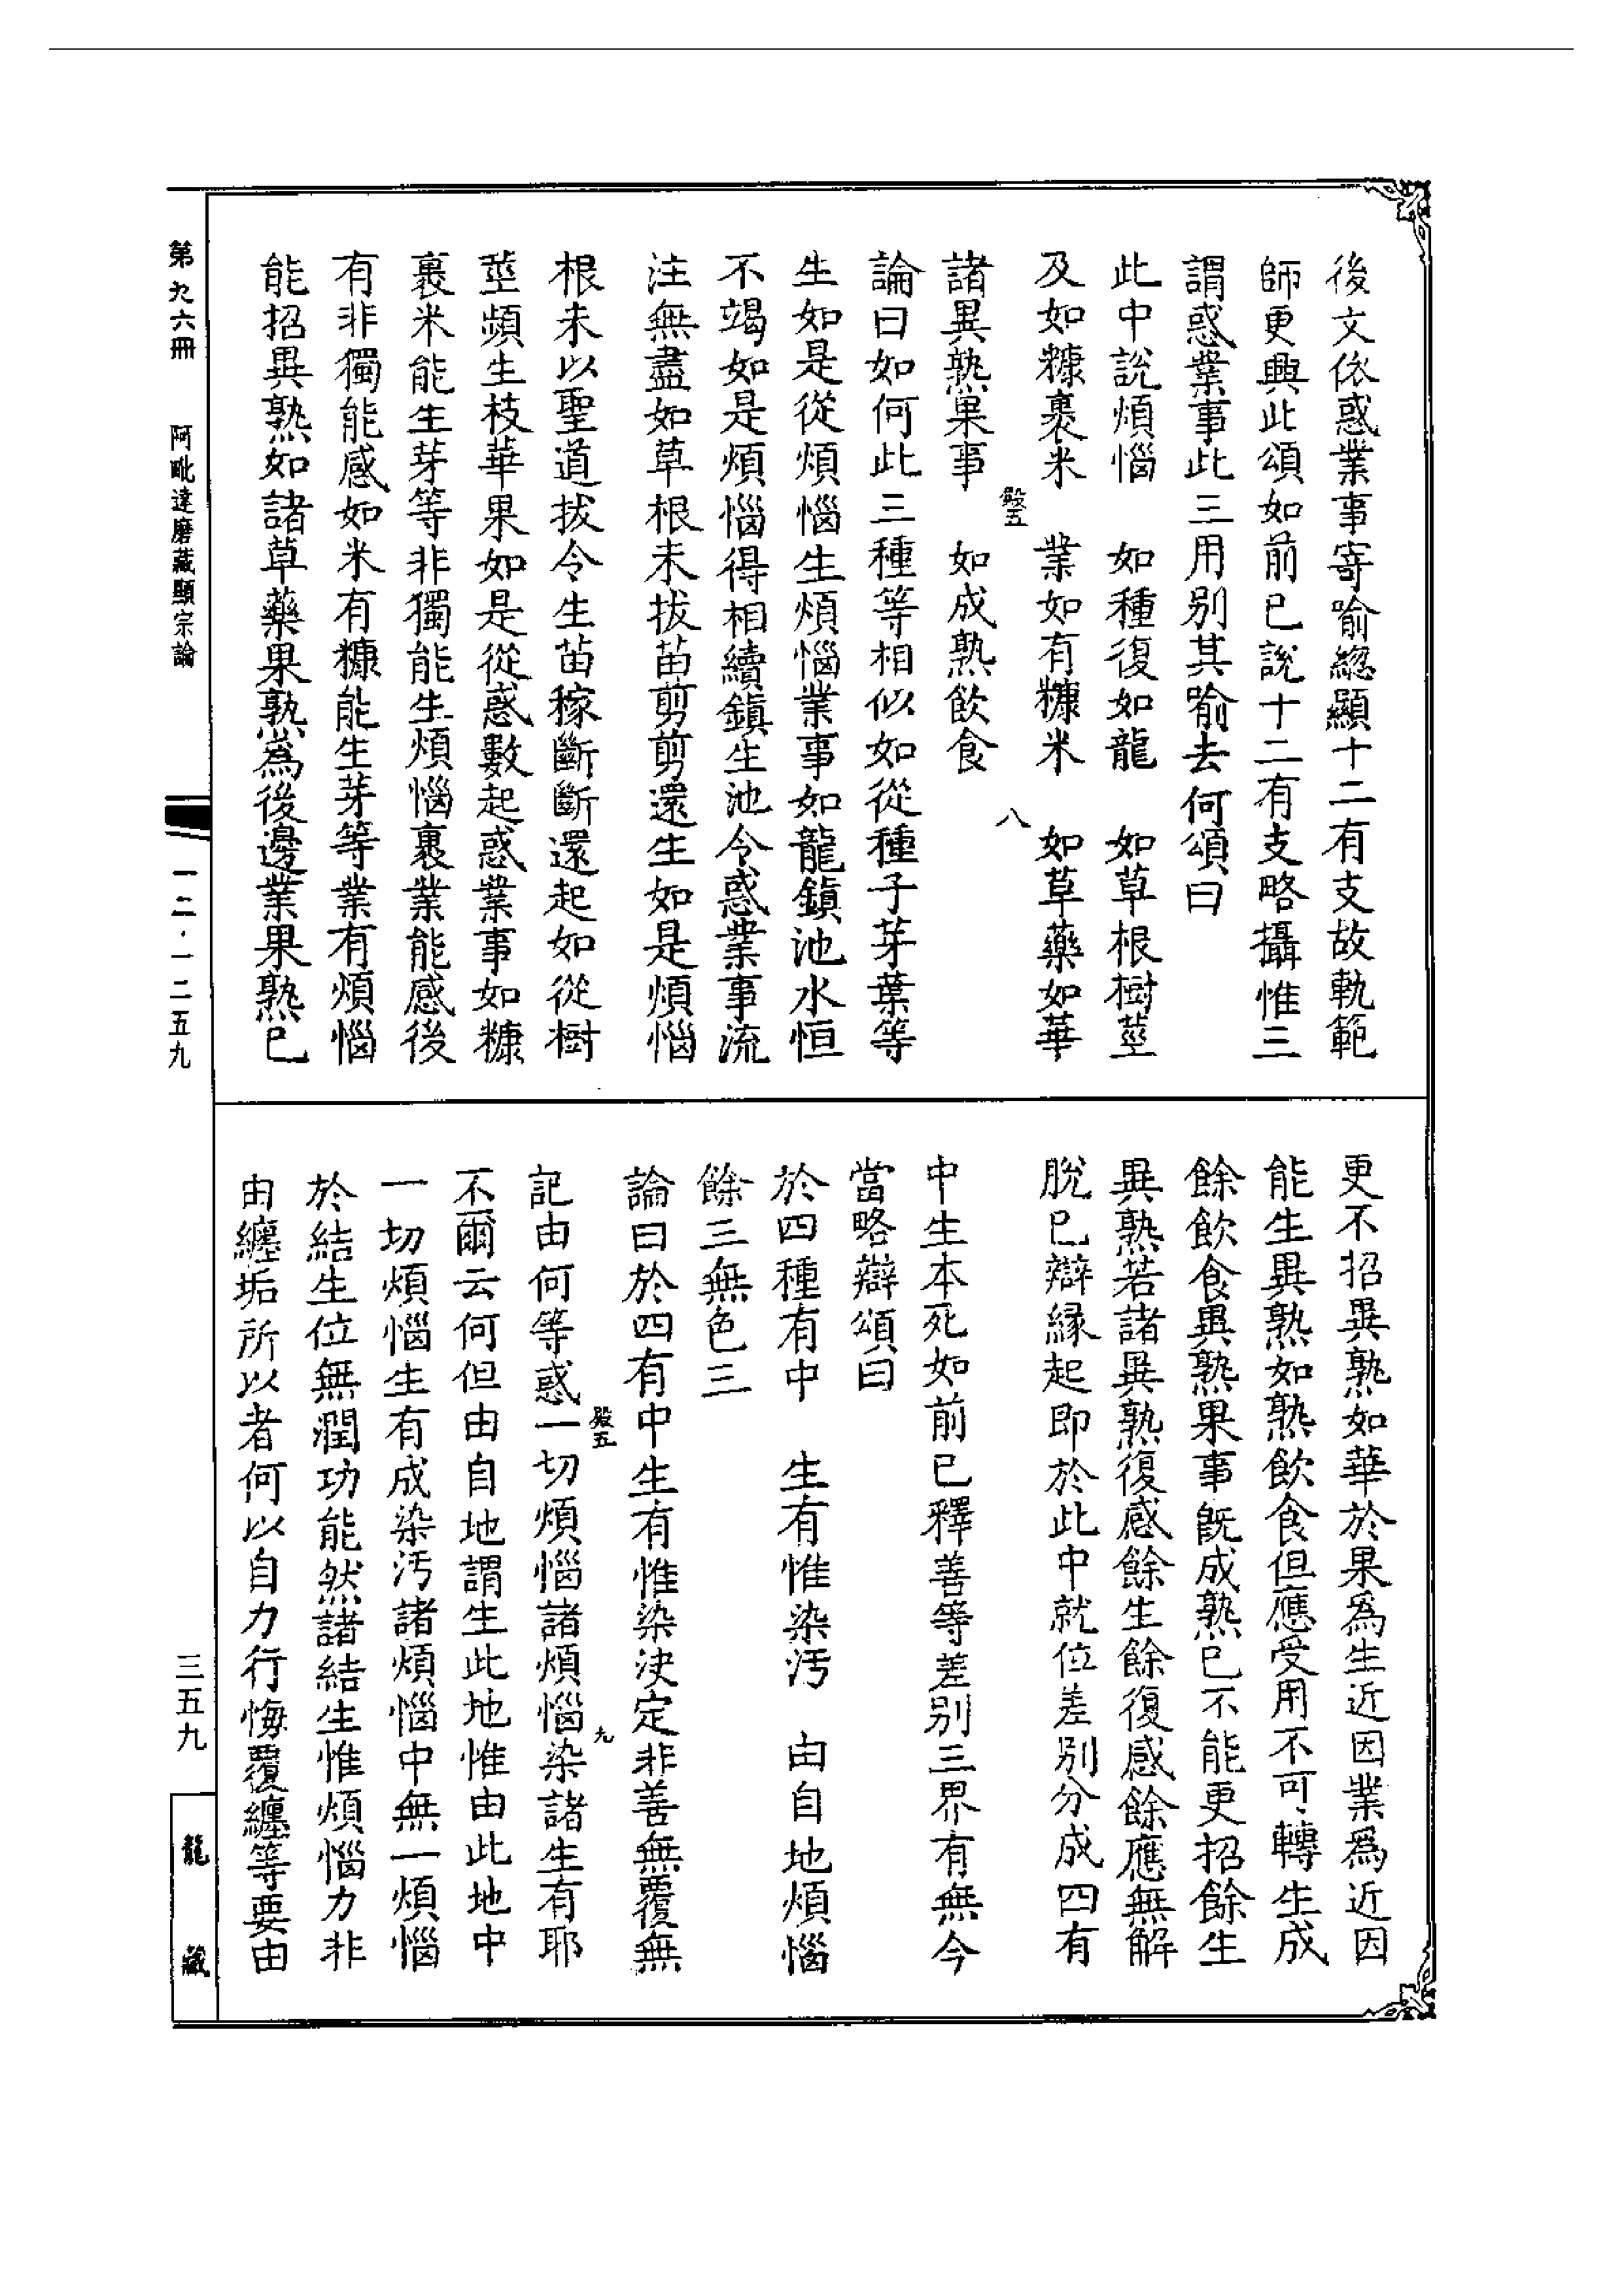 後文依惑業事寄喻總顯十二有支故軌範
師更興此頌如前已說十二有支略攝惟三
謂惑業事此三用別其喻去何頌曰
此中說煩惱　如種復如龍　如草根樹莖
及如糠裹米　業如有糠米　如草藥如華
殿五　八
諸異熟果事　如成熟飲食
論曰如何此三種等相似如從種子芽葉等
生如是從煩惱生煩惱業事如龍鎮池水恒
不竭如是煩惱得相續鎮生池令惑業事流
注無盡如草根未拔苗剪剪還生如是煩惱
根未以聖道拔令生苗稼斷斷還起如從樹
莖頻生枝華果如是從惑數起惑業事如糠
裹米能生芽等非獨能生煩惱裹業能感後
有非獨能感如米有糠能生芽等業有煩惱
能招異熟如諸草藥果熟為後邊業果熟已
更不招異熟如華於果爲生近因業爲近因
能生異熟如熟飲食但應受用不可轉生成
餘飲食異熟果事既成熟已不能更招餘生
異熟若諸異熟復感餘生餘復感餘應無解
脫已辯緣起即於此中就位差別分成四有
中生本死如前已釋善等差別三界有無今
當略辯頌曰
於四種有中　生有惟染污　由自地煩惱
餘三無色三
論曰於四有中生有惟染決定非善無覆無
殿五　九
記由何等惑一切煩惱諸煩惱染諸生有耶
不爾云何但由自地謂生此地惟由此地中
一切煩惱生有成染污諸煩惱中無一煩惱
於結生位無潤功能然諸結生惟煩惱力非
由纏垢所以者何以自力行悔覆纏等要由
第九六冊　阿毗達磨藏顯宗論
一二·一二五九
三五九
龍藏